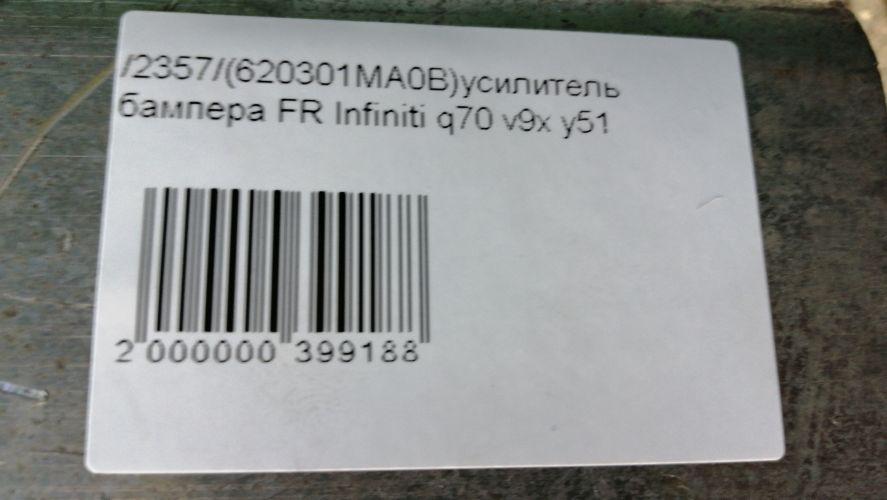 /2357/(620301MA0B)усилитель
бампера FR Infiniti q70 v9x y51
2 000000 399188